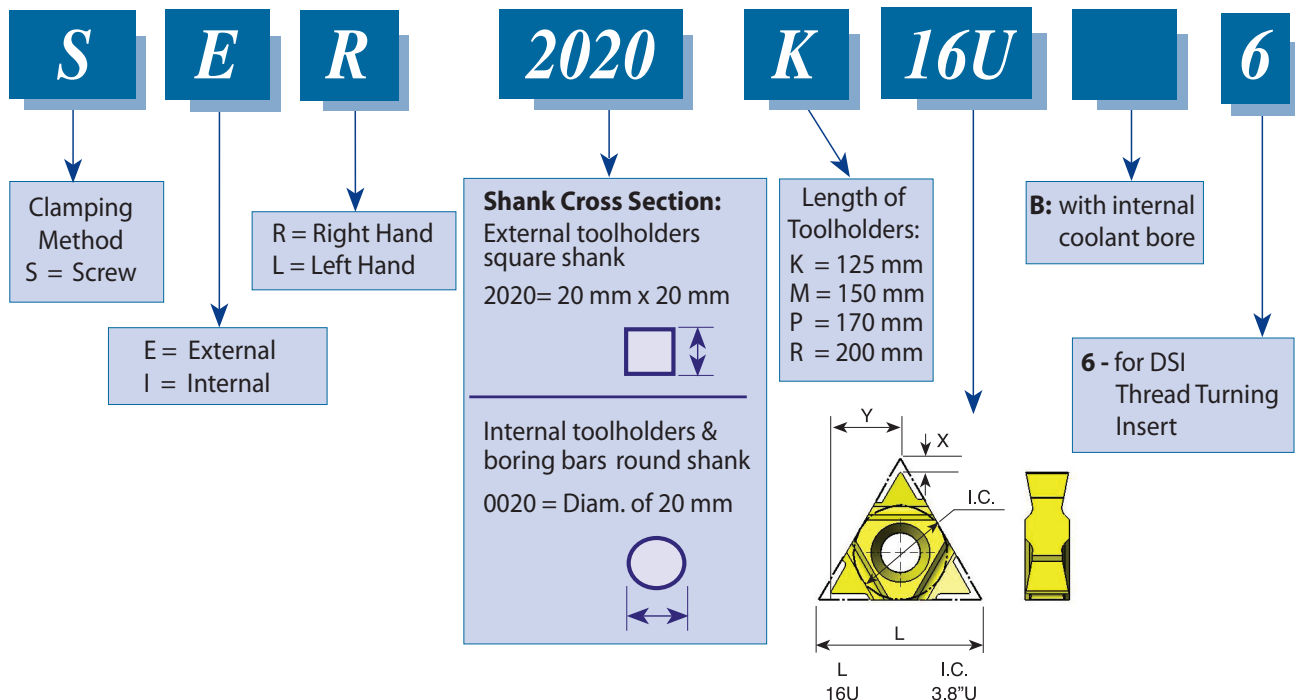 S E R 2020 K 16U 6
Clamping
Method
S = Screw
E = External
I = Internal
R = Right Hand
L = Left Hand
Shank Cross Section:
External toolholders
square shank
2020= 20 mm x 20 mm
Internal toolholders &
boring bars round shank
0020 = Diam. of 20 mm
Length of
Toolholders:
K = 125 mm
M = 150 mm
P = 170 mm
R = 200 mm
B: with internal
coolant bore
6 - for DSI
Thread Turning
Insert
Y
X
I.C.
L
L I.C.
16U 3.8"U